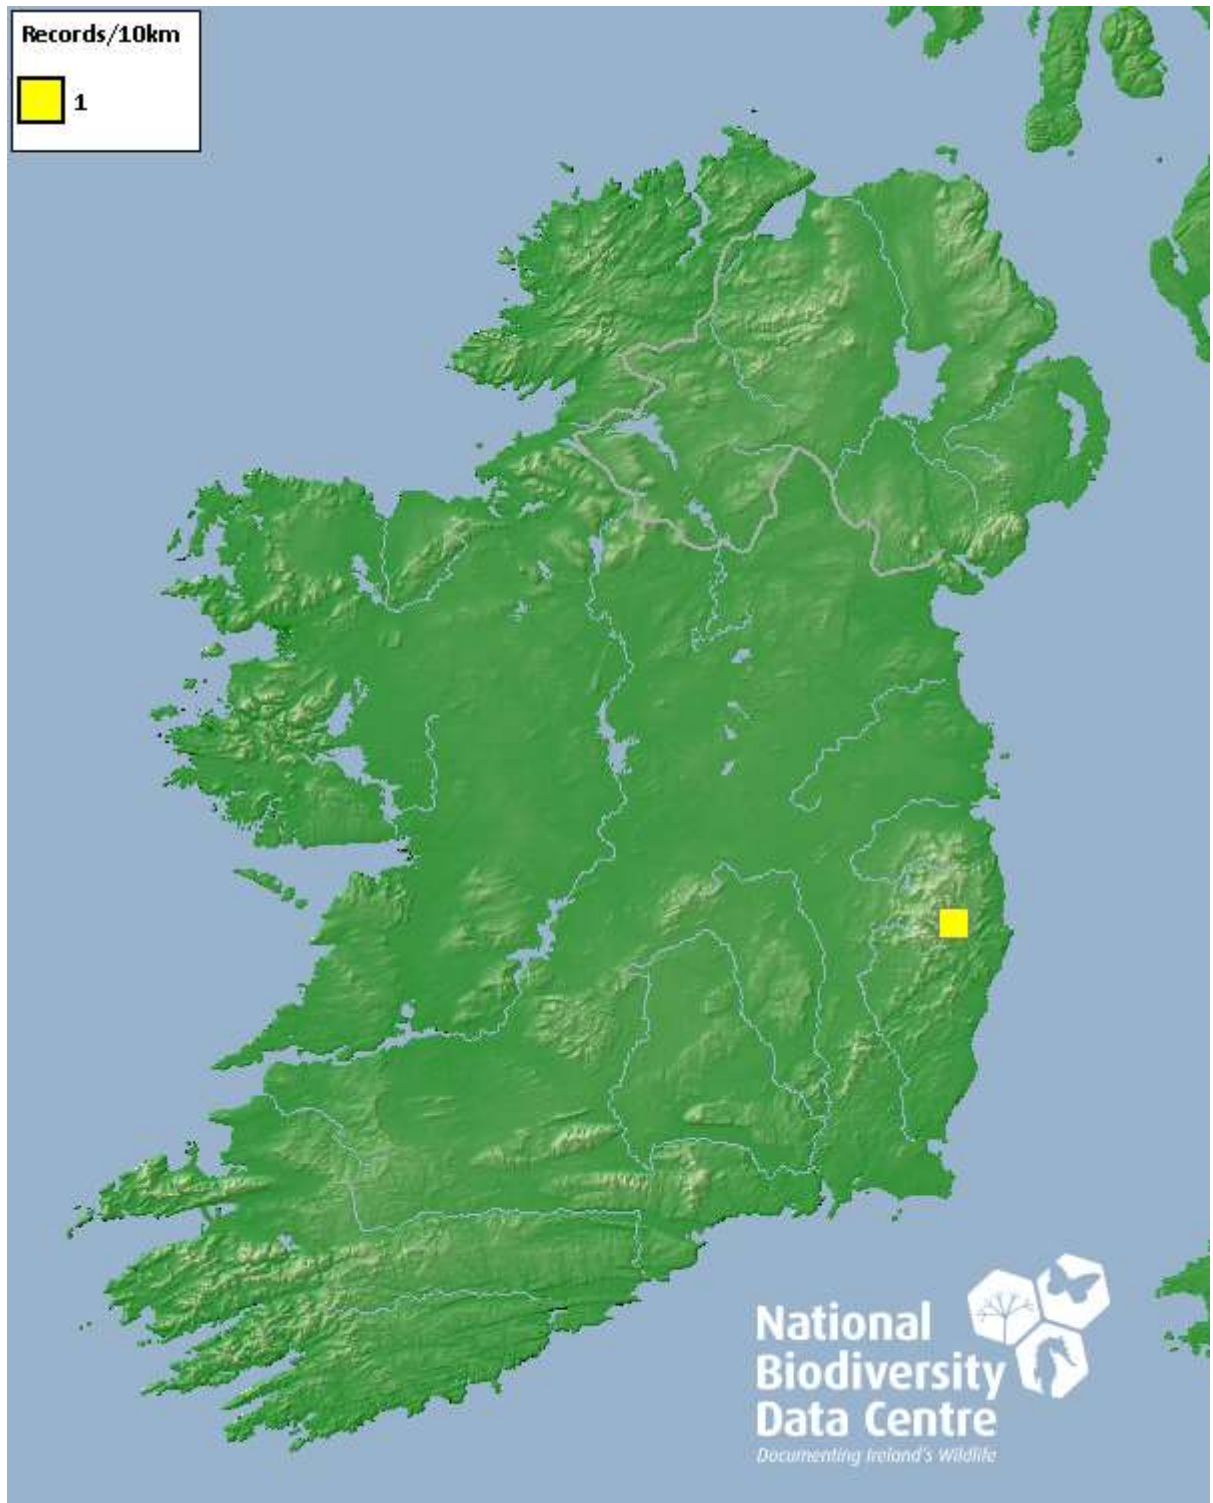 Records/10km
1
National
Biodiversity
Data Centre
Documenting Ireland's Wildlife